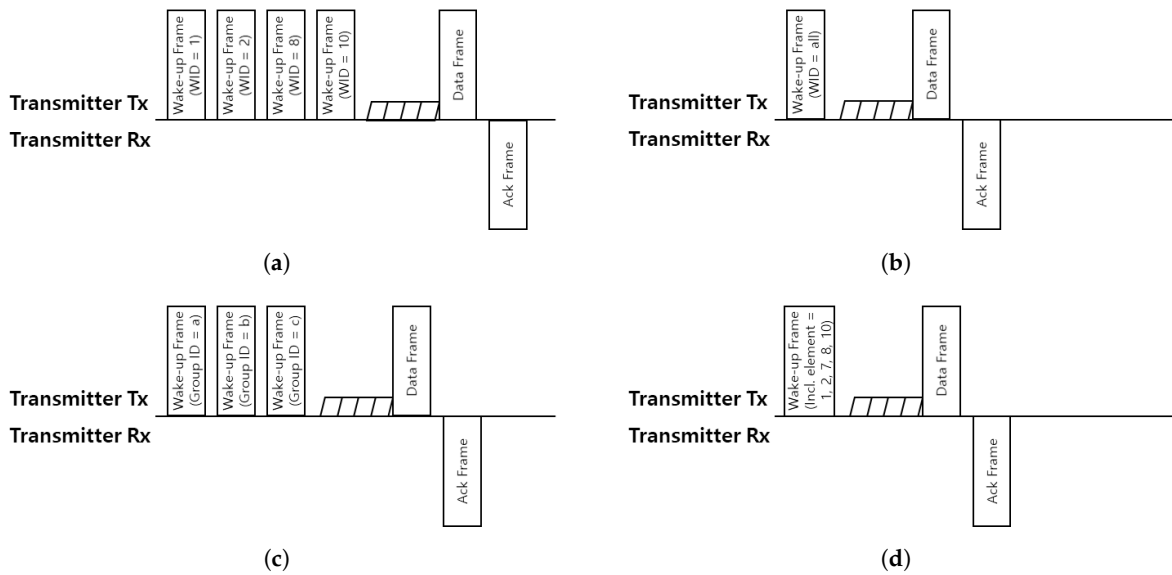 Wake-up Frame
(WID = 1)
Wake-up Frame
(WID = 2)
Wake-up Frame
(WID = 8)
Wake-up Frame
(WID = 10)
Data Frame
Transmitter Tx
Transmitter Rx
Ack Frame
(a)
Wake-up Frame
(WID = all)
Data Frame
Transmitter Tx
Transmitter Rx
Ack Frame
(b)
Wake-up Frame
(Group ID = a)
Wake-up Frame
(Group ID = b)
Wake-up Frame
(Group ID = c)
Data Frame
Transmitter Tx
Transmitter Rx
Ack Frame
(c)
Wake-up Frame
(Incl. element =
1, 2, 7, 8, 10)
Data Frame
Transmitter Tx
Transmitter Rx
Ack Frame
(d)